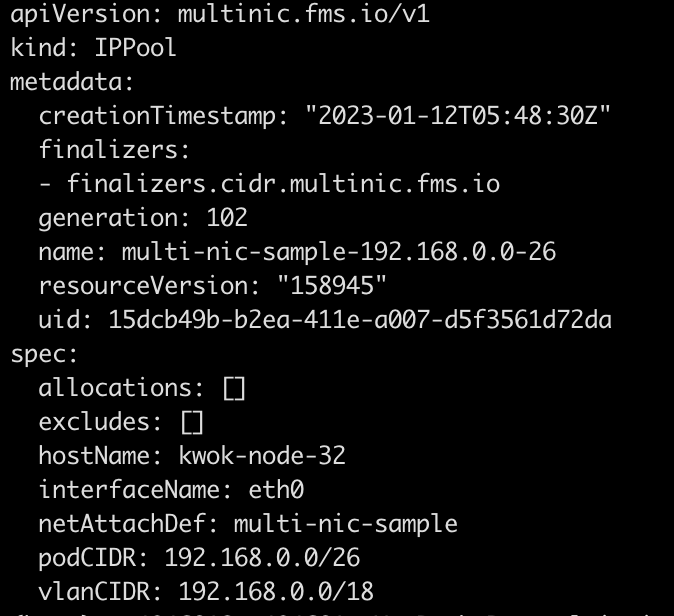 apiVersion: multinic.fms.io/v1
kind: IPPool
metadata:
  creationTimestamp: "2023-01-12T05:48:30Z"
  finalizers:
  - finalizers.cidr.multinic.fms.io
  generation: 102
  name: multi-nic-sample-192.168.0.0-26
  resourceVersion: "158945"
  uid: 15dcb49b-b2ea-411e-a007-d5f3561d72da
spec:
  allocations: []
  excludes: []
  hostName: kwok-node-32
  interfaceName: eth0
  netAttachDef: multi-nic-sample
  podCIDR: 192.168.0.0/26
  vlanCIDR: 192.168.0.0/18